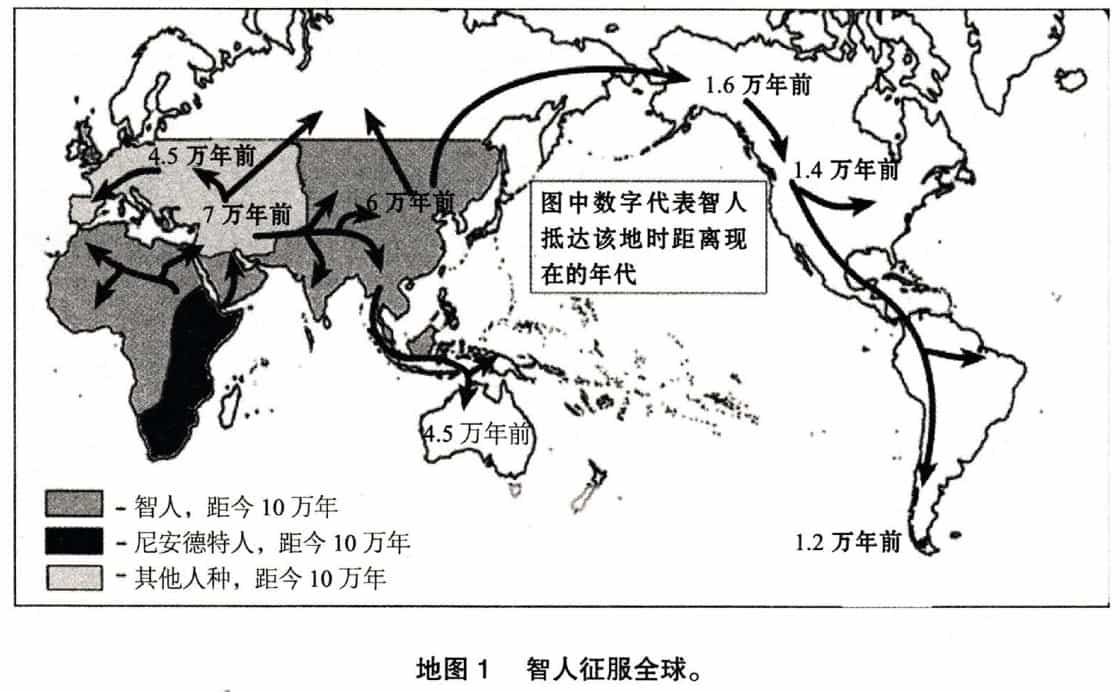 1.6 万年前
4.5 万年前
1.4 万年前
7 万年前
6 万年前
图中数字代表智人
抵达该地时距离现
在的年代
4.5 万年前
1.2 万年前
- 智人，距今 10 万年
- 尼安德特人，距今 10 万年
- 其他人种，距今 10 万年
地图 1 智人征服全球。